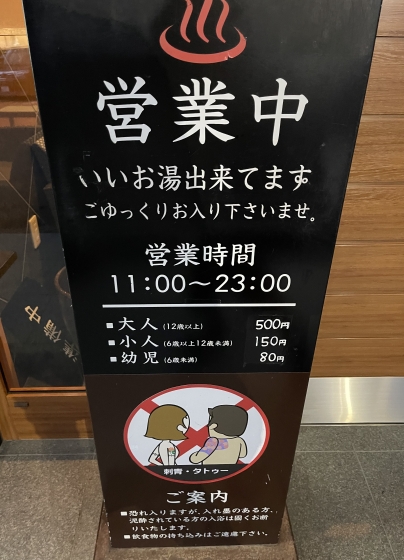 営業中
いいお湯出来てます
ごゆっくりお入り下さいませ。
営業時間
11:00～23:00
■大人(12歳以上) 500円
■小人(6歳以上12歳未満) 150円
■幼児(6歳未満) 80円
刺青・タトゥー
ご案内
■恐れ入りますが、入れ墨のある方、
泥酔されている方の入浴は固くお断
りいたします。
■飲食物の持ち込みはご遠慮下さい。